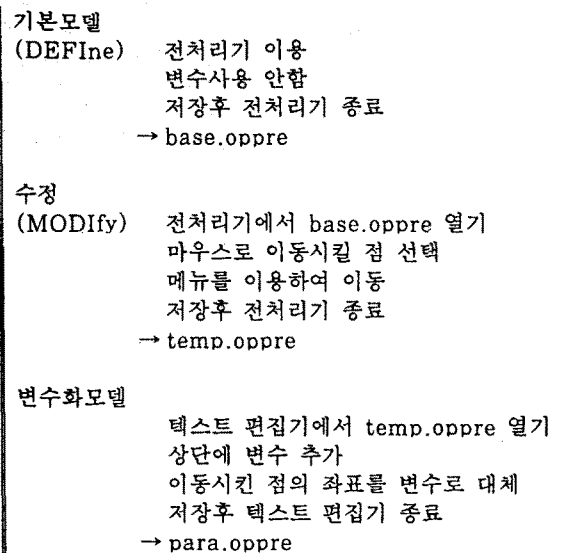 기본모델
(DEFIne) 전처리기 이용
변수사용 안함
저장후 전처리기 종료
→ base.oppre
수정
(MODIfy) 전처리기에서 base.oppre 열기
마우스로 이동시킬 점 선택
메뉴를 이용하여 이동
저장후 전처리기 종료
→ temp.oppre
변수화모델
텍스트 편집기에서 temp.oppre 열기
상단에 변수 추가
이동시킨 점의 좌표를 변수로 대체
저장후 텍스트 편집기 종료
→ para.oppre